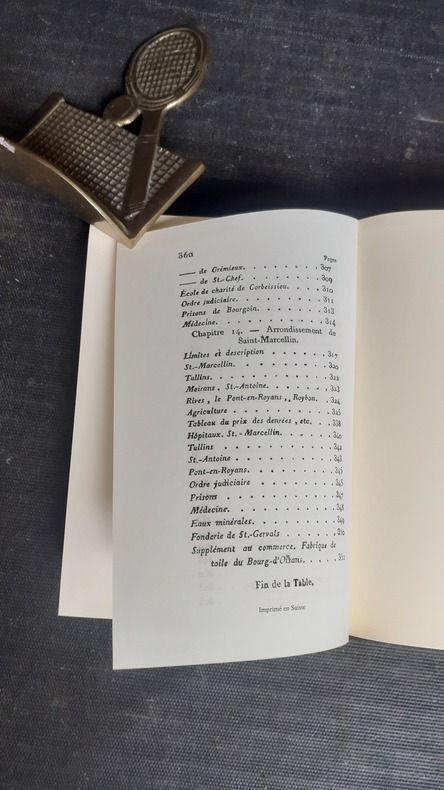 360
Pages
—— de Crémieux. . . . . . . . 307
—— de St.-Chef. . . . . . . . 309
École de charité de Corbeissieu. . . . 310
Ordre judiciaire. . . . . . . . 311
Prisons de Bourgoin. . . . . . . 313
Médecine. . . . . . . . . . 314
Chapitre 14. — Arrondissement de
Saint-Marcellin.
Limites et description . . . . . . 317
St.-Marcellin. . . . . . . . . 320
Tullins. . . . . . . . . . . 322
Moirans, St.-Antoine. . . . . . . 323
Rives, le Pont-en-Royans, Roybon. . . 324
Agriculture . . . . . . . . . 325
Tableau du prix des denrées, etc. . . 338
Hôpitaux. St.-Marcellin. . . . . . 340
Tullins . . . . . . . . . .
St.-Antoine . . . . . . . . . 343
Pont-en-Royans. . . . . . . . 345
Ordre judiciaire . . . . . . .
Prisons . . . . . . . . . . 347
Médecine. . . . . . . . . . 348
Eaux minérales. . . . . . . . 349
Fonderie de St.-Gervais . . . . .
Supplément au commerce. Fabrique de
toile du Bourg-d'Oisans. . . . .
Fin de la Table.
Imprimé en Suisse